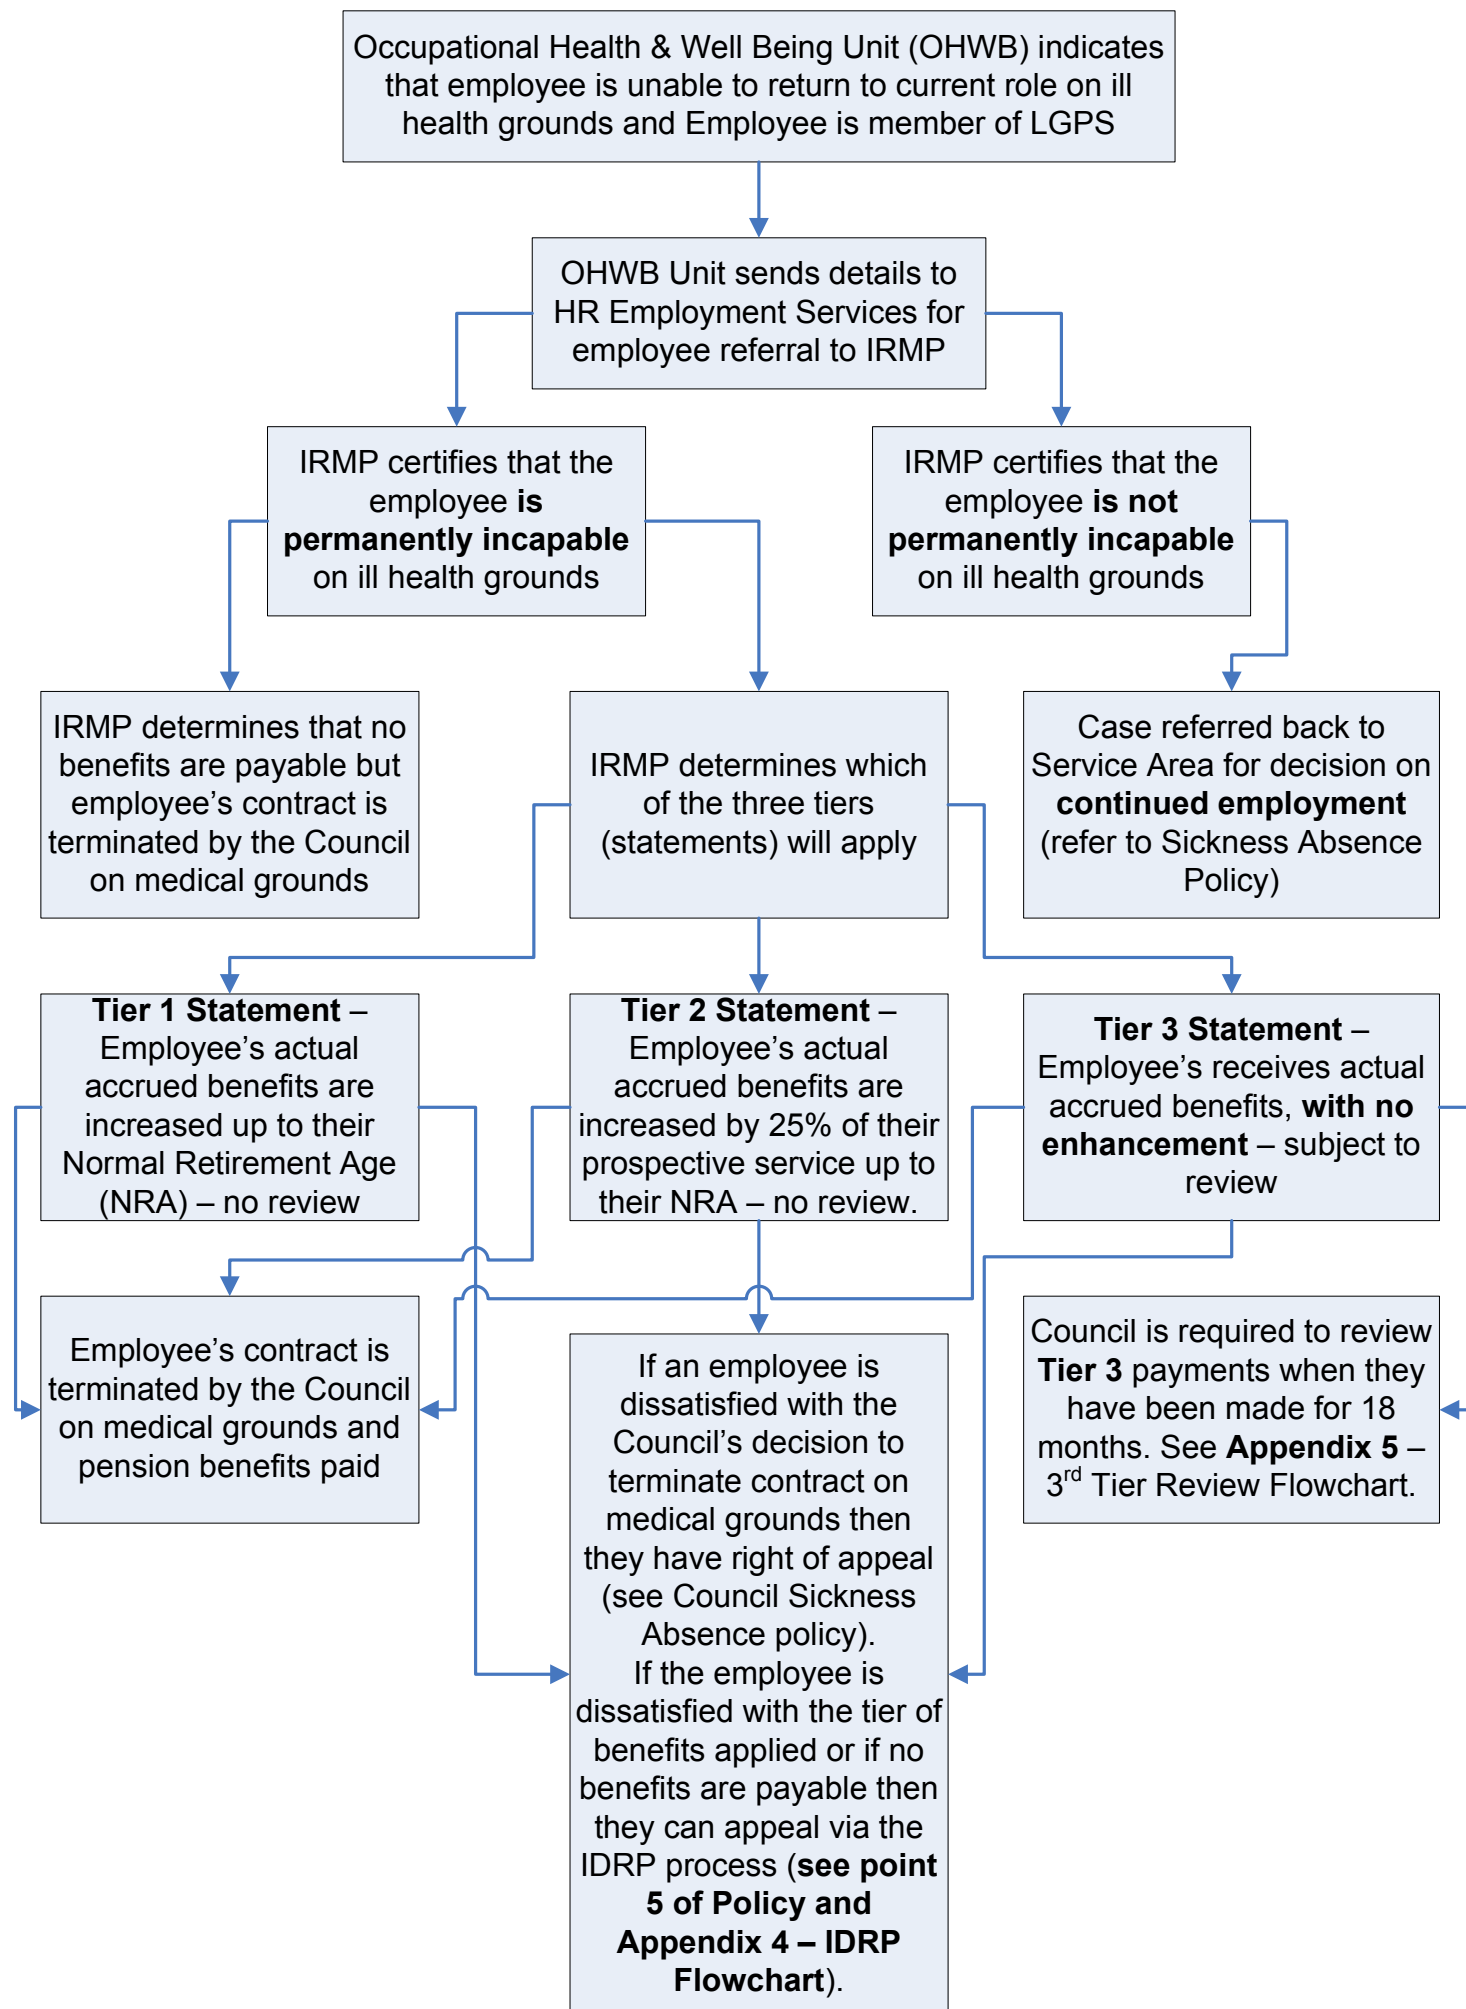 Occupational Health & Well Being Unit (OHWB) indicates
that employee is unable to return to current role on ill
health grounds and Employee is member of LGPS
OHWB Unit sends details to
HR Employment Services for
employee referral to IRMP
IRMP certifies that the
employee is
permanently incapable
on ill health grounds
IRMP certifies that the
employee is not
permanently incapable
on ill health grounds
IRMP determines that no
benefits are payable but
employee’s contract is
terminated by the Council
on medical grounds
IRMP determines which
of the three tiers
(statements) will apply
Case referred back to
Service Area for decision on
continued employment
(refer to Sickness Absence
Policy)
Tier 1 Statement –
Employee’s actual
accrued benefits are
increased up to their
Normal Retirement Age
(NRA) – no review
Tier 2 Statement –
Employee’s actual
accrued benefits are
increased by 25% of their
prospective service up to
their NRA – no review.
Tier 3 Statement –
Employee’s receives actual
accrued benefits, with no
enhancement – subject to
review
Employee’s contract is
terminated by the Council
on medical grounds and
pension benefits paid
If an employee is
dissatisfied with the
Council’s decision to
terminate contract on
medical grounds then
they have right of appeal
(see Council Sickness
Absence policy).
If the employee is
dissatisfied with the tier of
benefits applied or if no
benefits are payable then
they can appeal via the
IDRP process (see point
5 of Policy and
Appendix 4 – IDRP
Flowchart).
Council is required to review
Tier 3 payments when they
have been made for 18
months. See Appendix 5 –
3rd Tier Review Flowchart.